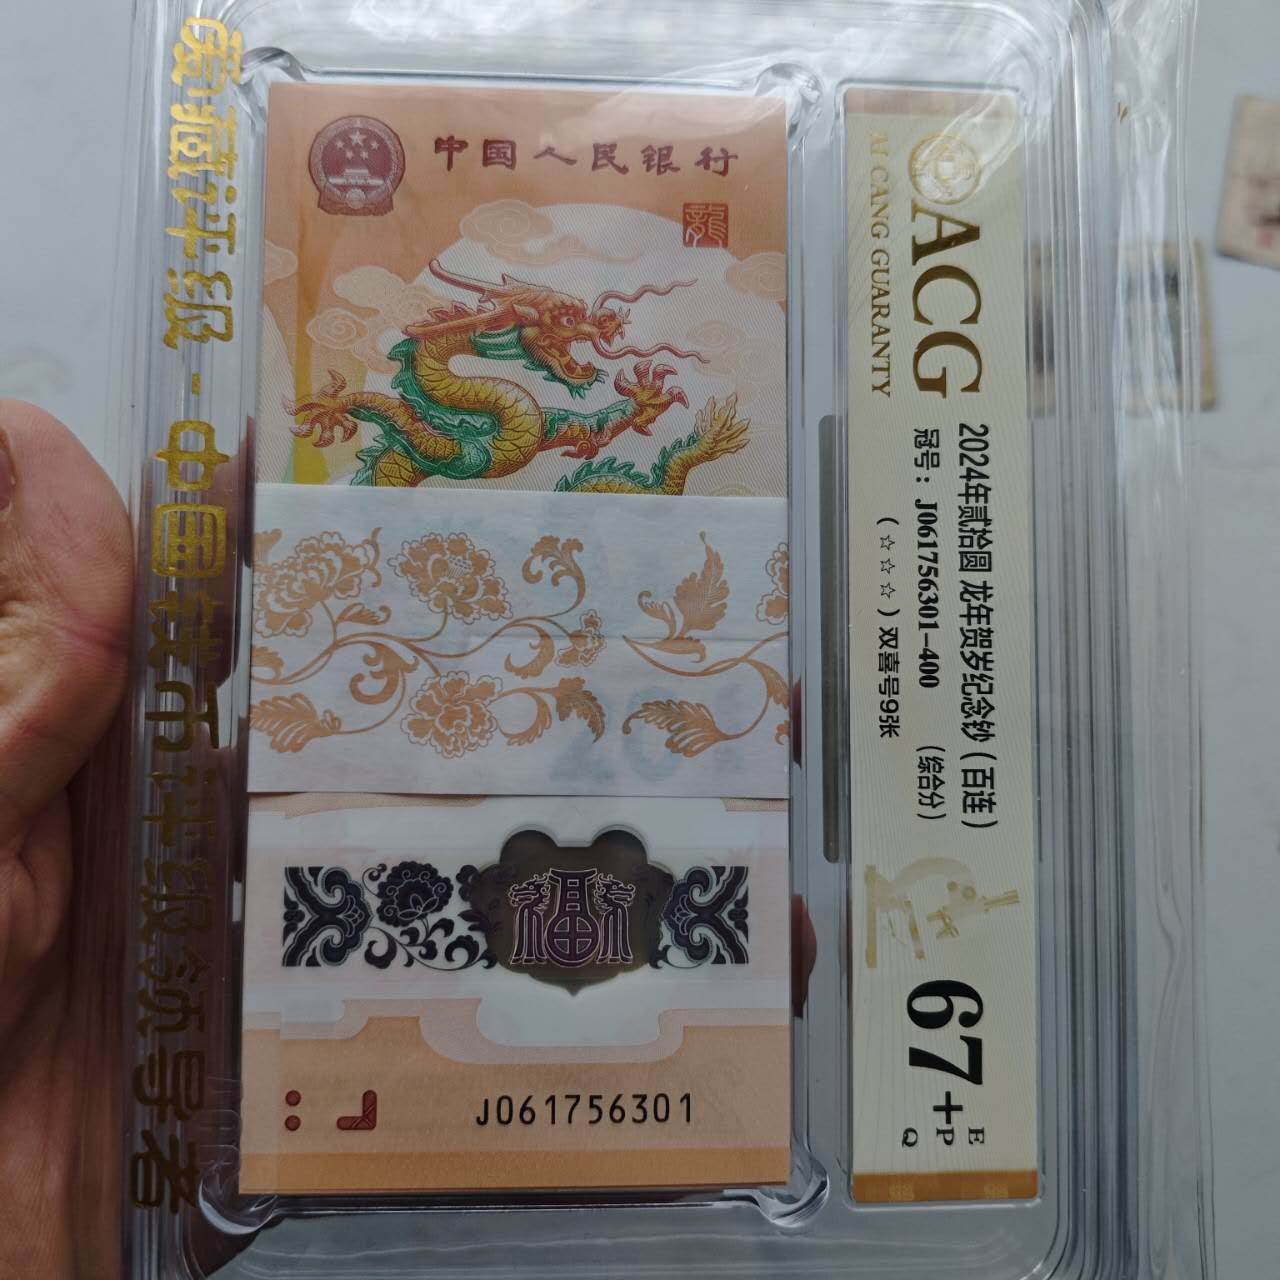 爱藏评级-中国钱币评级领导者
中国人民银行
龍
福
J061756301
ACG
AI CANG GUARANTY
2024年贰拾圆 龙年贺岁纪念钞（百连）
冠号：J061756301-400 （综合分）
（☆☆☆）双喜号9张
67+
E
P
Q